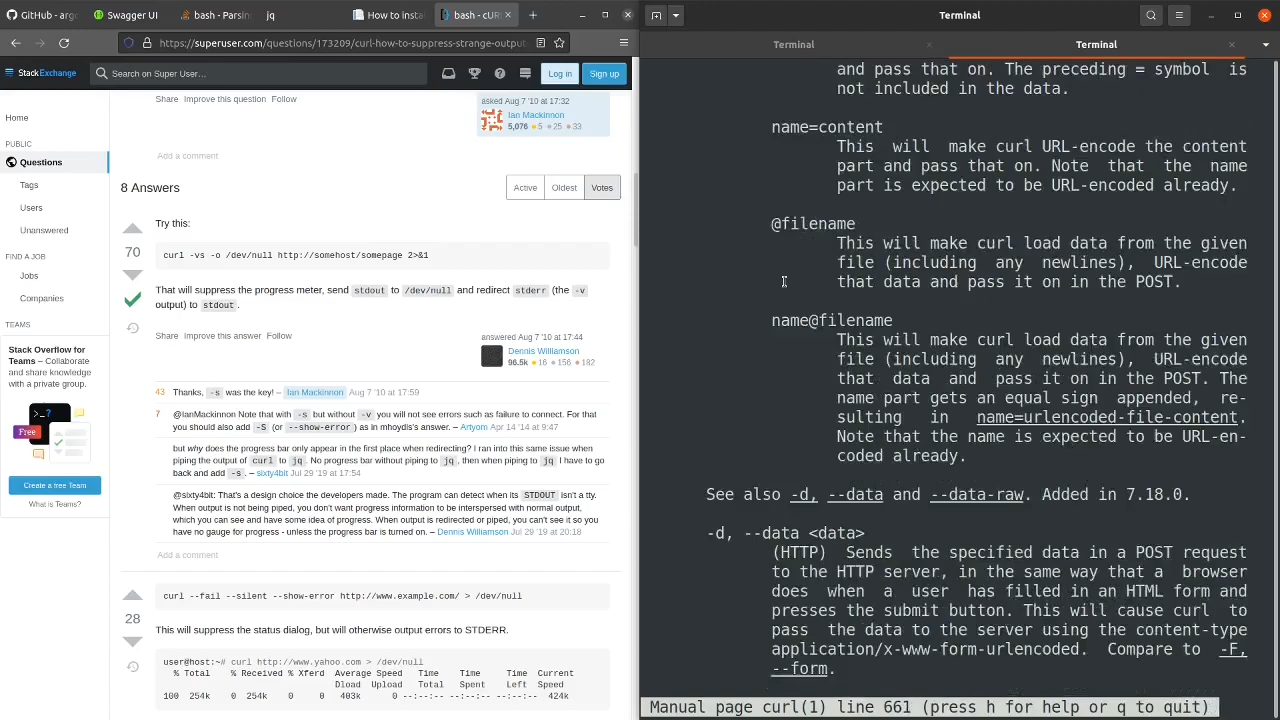 GitHub - argo
Swagger UI
bash - Parsin
jq
How to instal
bash - cUR
https://superuser.com/questions/173209/curl-how-to-suppress-strange-output
StackExchange
Search on Super User…
Log in
Sign up
Home
PUBLIC
Questions
Tags
Users
Unanswered
FIND A JOB
Jobs
Companies
TEAMS
Stack Overflow for
Teams – Collaborate
and share knowledge
with a private group.
>_?
Free
Create a free Team
What is Teams?
Share Improve this question Follow
asked Aug 7 '10 at 17:32
Ian Mackinnon
5,076 5 25 33
Add a comment
8 Answers
Active Oldest Votes
70
Try this:
curl -vs -o /dev/null http://somehost/somepage 2>&1
That will suppress the progress meter, send stdout to /dev/null and redirect stderr (the -v
output) to stdout.
Share Improve this answer Follow
answered Aug 7 '10 at 17:44
Dennis Williamson
96.5k 16 156 182
43 Thanks, -s was the key! – Ian Mackinnon Aug 7 '10 at 17:59
7 @IanMackinnon Note that with -s but without -v you will not see errors such as failure to connect. For that
you should also add -S (or --show-error) as in mhoydis's answer. – Artyom Apr 14 '14 at 9:47
but why does the progress bar only appear in the first place when redirecting? I ran into this same issue when
piping the output of curl to jq. No progress bar without piping to jq, then when piping to jq I have to go
back and add -s. – sixty4bit Jul 29 '19 at 17:54
@sixty4bit: That's a design choice the developers made. The program can detect when its STDOUT isn't a tty.
When output is not being piped, you don't want progress information to be interspersed with normal output,
which you can see and have some idea of progress. When output is redirected or piped, you can't see it so you
have no gauge for progress - unless the progress bar is turned on. – Dennis Williamson Jul 29 '19 at 20:18
Add a comment
28
curl --fail --silent --show-error http://www.example.com/ > /dev/null
This will suppress the status dialog, but will otherwise output errors to STDERR.
user@host:~# curl http://www.yahoo.com > /dev/null
% Total % Received % Xferd Average Speed Time Time Time Current
Dload Upload Total Spent Left Speed
100 254k 0 254k 0 0 403k 0 --:--:-- --:--:-- --:--:-- 424k
Terminal
Terminal
Terminal
and pass that on. The preceding = symbol is
not included in the data.
name=content
This will make curl URL-encode the content
part and pass that on. Note that the name
part is expected to be URL-encoded already.
@filename
This will make curl load data from the given
file (including any newlines), URL-encode
that data and pass it on in the POST.
name@filename
This will make curl load data from the given
file (including any newlines), URL-encode
that data and pass it on in the POST. The
name part gets an equal sign appended, re-
sulting in name=urlencoded-file-content.
Note that the name is expected to be URL-en-
coded already.
See also -d, --data and --data-raw. Added in 7.18.0.
-d, --data <data>
(HTTP) Sends the specified data in a POST request
to the HTTP server, in the same way that a browser
does when a user has filled in an HTML form and
presses the submit button. This will cause curl to
pass the data to the server using the content-type
application/x-www-form-urlencoded. Compare to -F,
--form.
Manual page curl(1) line 661 (press h for help or q to quit)